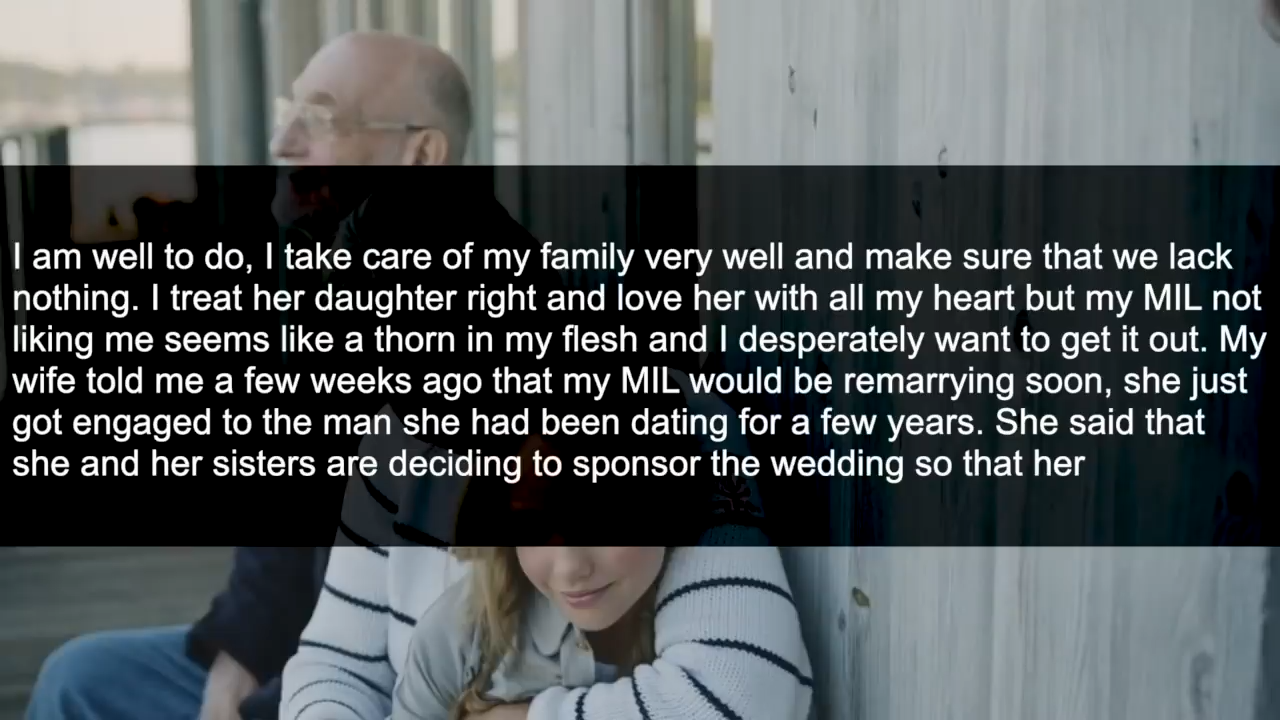 I am well to do, I take care of my family very well and make sure that we lack
nothing. I treat her daughter right and love her with all my heart but my MIL not
liking me seems like a thorn in my flesh and I desperately want to get it out. My
wife told me a few weeks ago that my MIL would be remarrying soon, she just
got engaged to the man she had been dating for a few years. She said that
she and her sisters are deciding to sponsor the wedding so that her